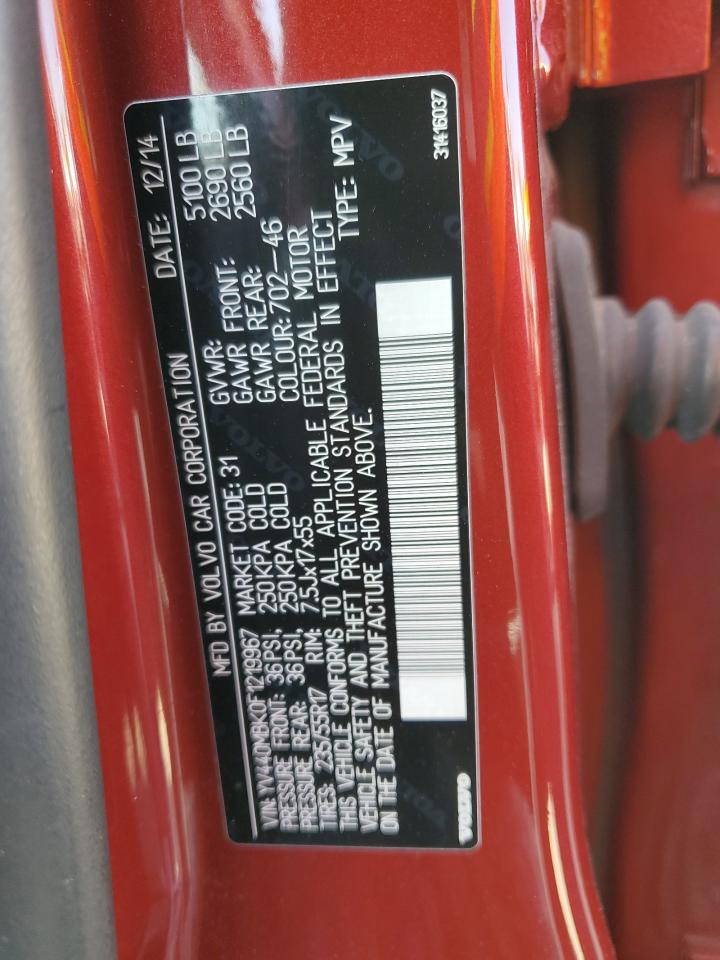 MFD BY VOLVO CAR CORPORATION DATE: 12/14
VIN: YV440MBK0F1219967 MARKET CODE: 31 GVWR: 5100 LB
PRESSURE FRONT: 36PSI, 250KPA COLD GAWR FRONT: 2690 LB
PRESSURE REAR: 36PSI, 250KPA COLD GAWR REAR: 2560 LB
TIRES: 235/55R17 RIM: 7.5Jx17x55 COLOUR: 702-46
THIS VEHICLE CONFORMS TO ALL APPLICABLE FEDERAL MOTOR
VEHICLE SAFETY AND THEFT PREVENTION STANDARDS IN EFFECT
ON THE DATE OF MANUFACTURE SHOWN ABOVE. TYPE: MPV
VOLVO 31416037